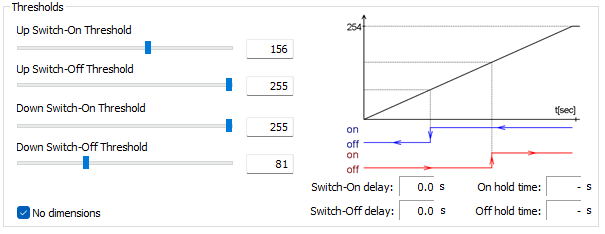 Thresholds
Up Switch-On Threshold
156
Up Switch-Off Threshold
255
Down Switch-On Threshold
255
Down Switch-Off Threshold
81
No dimensions
254
t[sec]
on
off
on
off
Switch-On delay: 0.0 s On hold time: - s
Switch-Off delay: 0.0 s Off hold time: - s